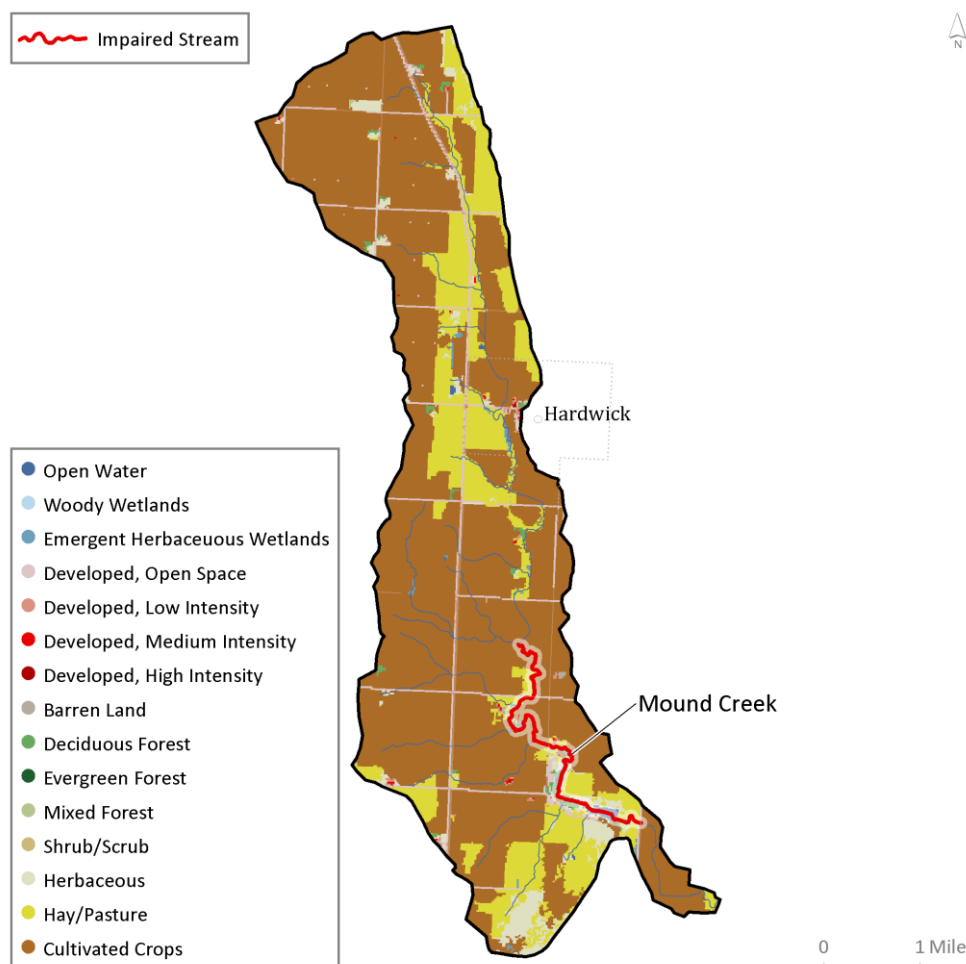 Impaired Stream
N
Hardwick
Open Water
Woody Wetlands
Emergent Herbaceuous Wetlands
Developed, Open Space
Developed, Low Intensity
Developed, Medium Intensity
Developed, High Intensity
Barren Land
Deciduous Forest
Evergreen Forest
Mixed Forest
Shrub/Scrub
Herbaceous
Hay/Pasture
Cultivated Crops
Mound Creek
0 1 Mile